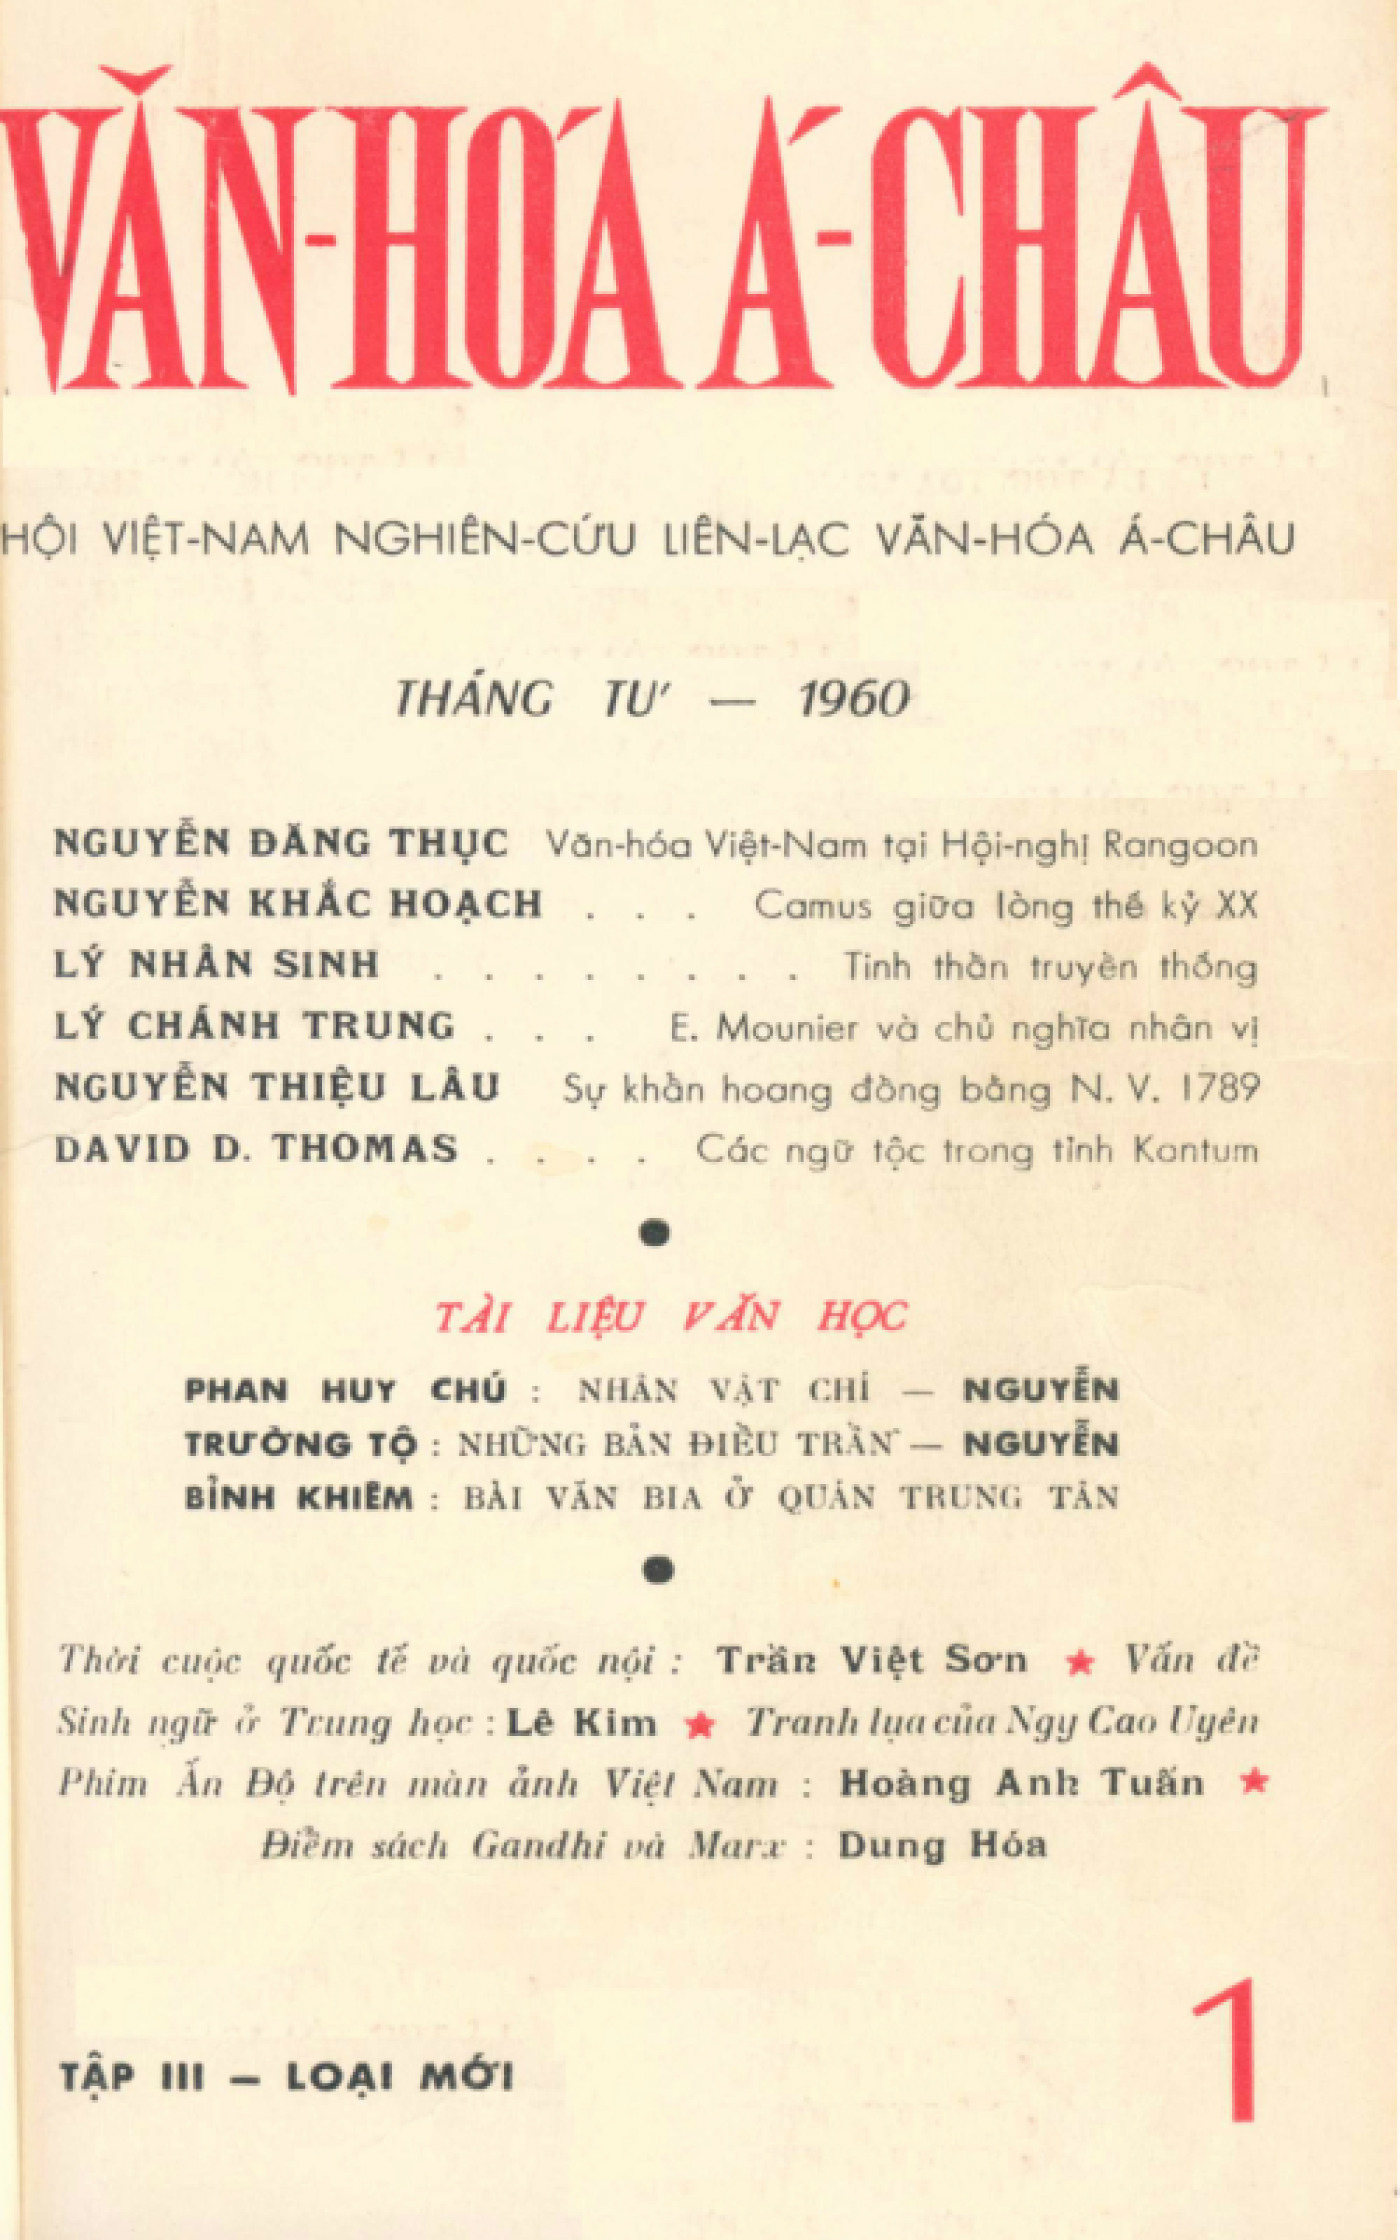 VĂN-HOÁ Á-CHÂU
HỘI VIỆT-NAM NGHIÊN-CỨU LIÊN-LẠC VĂN-HÓA Á-CHÂU
THÁNG TƯ — 1960
NGUYỄN ĐĂNG THỤC Văn-hóa Việt-Nam tại Hội-nghị Rangoon
NGUYỄN KHẮC HOẠCH . . . Camus giữa lòng thế kỷ XX
LÝ NHÂN SINH . . . . . . . . Tinh thần truyền thống
LÝ CHÁNH TRUNG . . . E. Mounier và chủ nghĩa nhân vị
NGUYỄN THIỆU LÂU Sự khẩn hoang đồng bằng N. V. 1789
DAVID D. THOMAS . . . . Các ngữ tộc trong tỉnh Kontum
●
TÀI LIỆU VĂN HỌC
PHAN HUY CHÚ : NHÂN VẬT CHÍ — NGUYỄN
TRƯỜNG TỘ : NHỮNG BẢN ĐIỀU TRẦN — NGUYỄN
BỈNH KHIÊM : BÀI VĂN BIA Ở QUÁN TRUNG TÂN
●
Thời cuộc quốc tế và quốc nội : Trần Việt Sơn ★ Vấn đề
Sinh ngữ ở Trung học : Lê Kim ★ Tranh lụa của Ngy Cao Uyên
Phim Ấn Độ trên màn ảnh Việt Nam : Hoàng Anh Tuấn ★
Điểm sách Gandhi và Marx : Dung Hóa
TẬP III — LOẠI MỚI
1